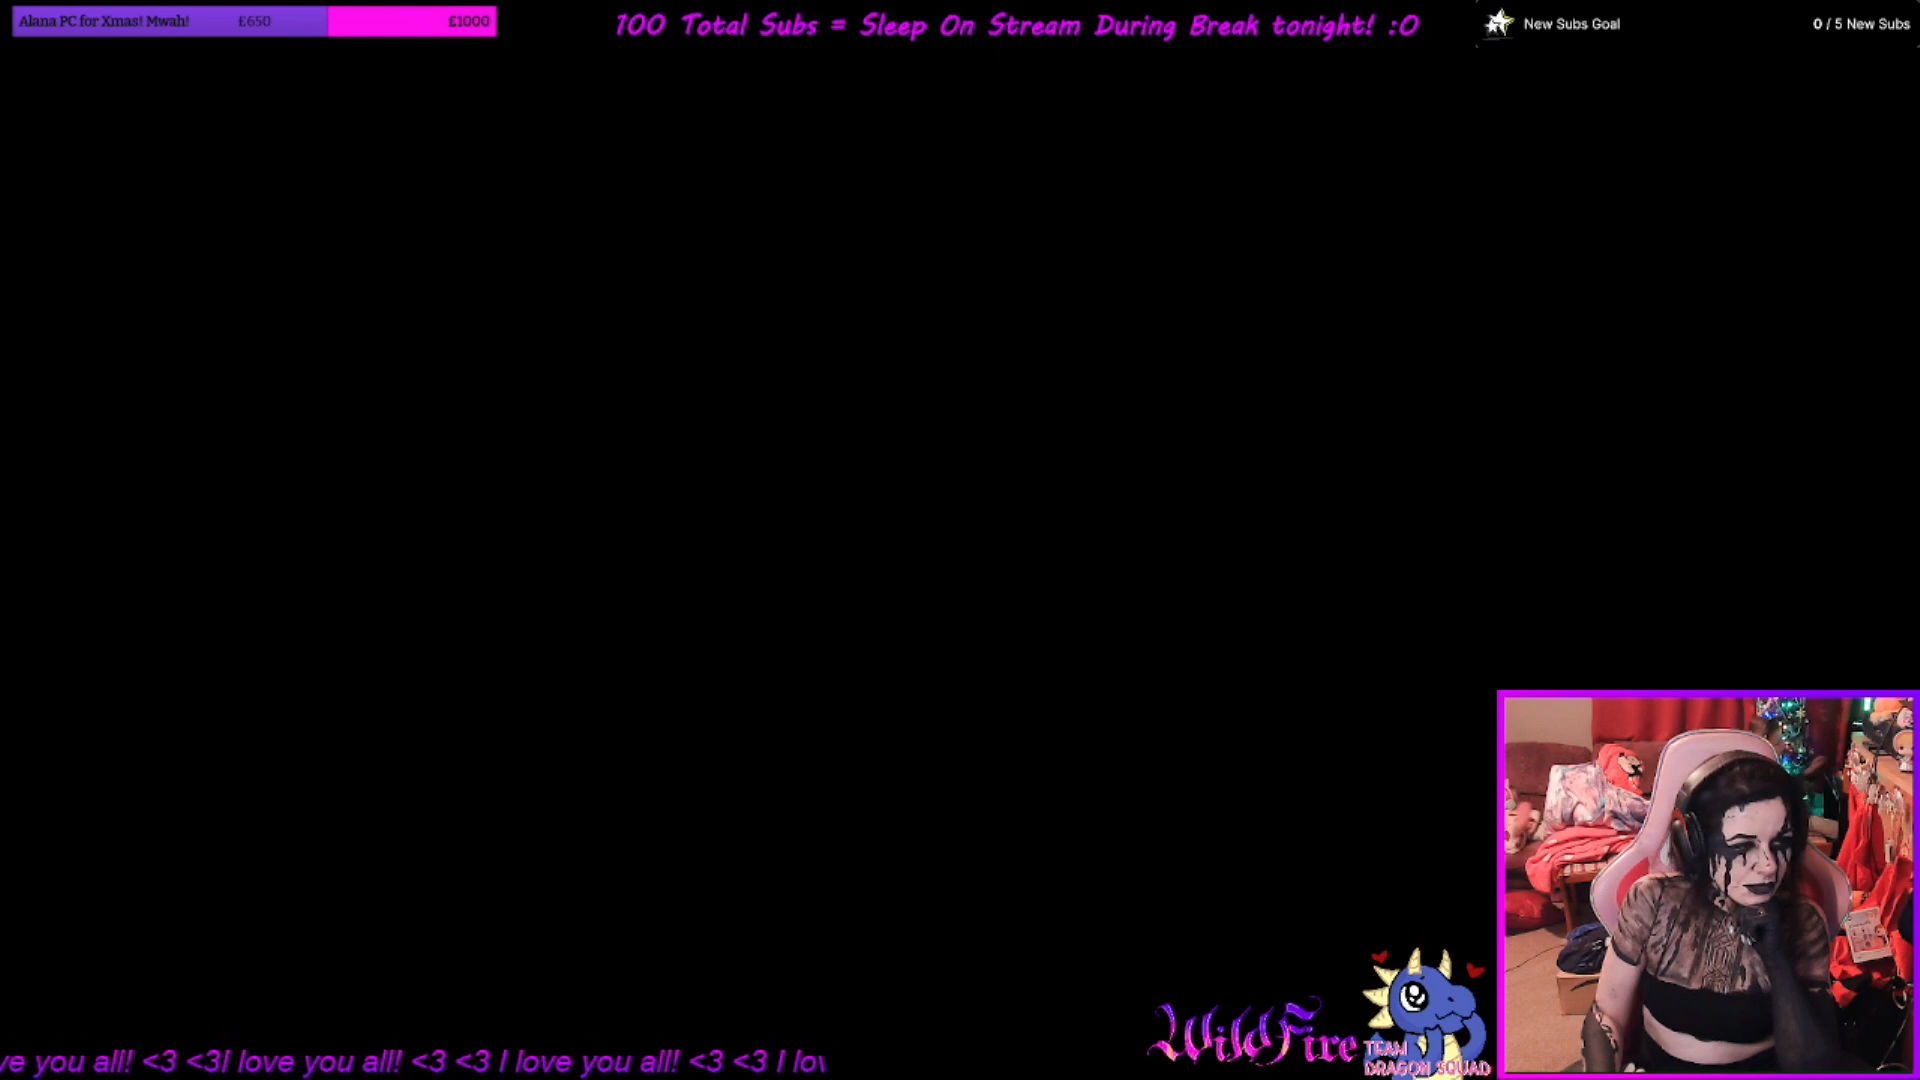 Alana PC for Xmas! Mwah! £650 £1000
100 Total Subs = Sleep On Stream During Break tonight! :O
New Subs Goal 0 / 5 New Subs
WildFire
TEAM
DRAGON SQUAD
ve you all! <3 <3I love you all! <3 <3 I love you all! <3 <3 I lov